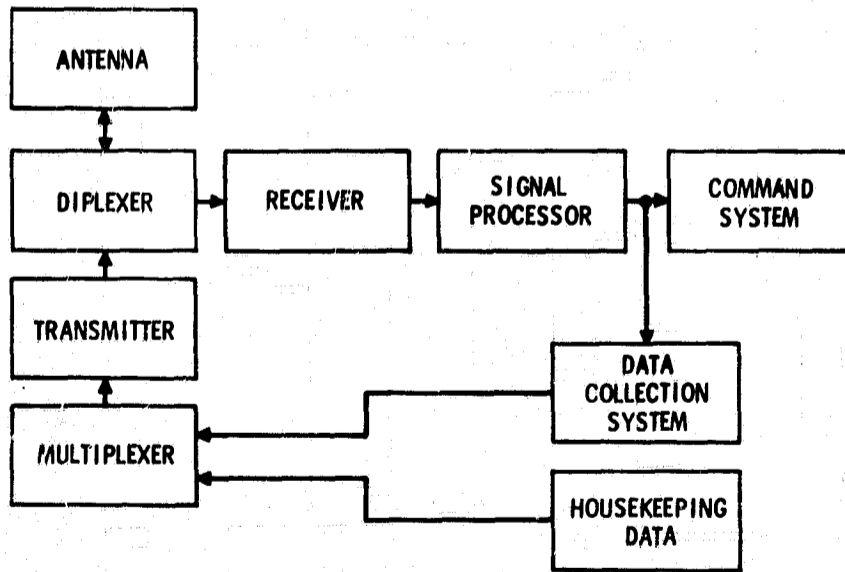 ANTENNA
DIPLEXER
RECEIVER
SIGNAL
PROCESSOR
COMMAND
SYSTEM
TRANSMITTER
DATA
COLLECTION
SYSTEM
MULTIPLEXER
HOUSEKEEPING
DATA